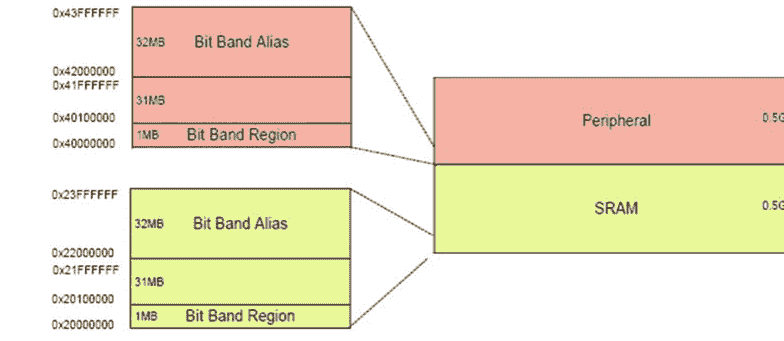 0x43FFFFFF
32MB Bit Band Alias
0x42000000
0x41FFFFFF
31MB
0x40100000
1MB Bit Band Region
0x40000000
Peripheral 0.5G
0x23FFFFFF
32MB Bit Band Alias
SRAM 0.5G
0x22000000
0x21FFFFFF
31MB
0x20100000
1MB Bit Band Region
0x20000000